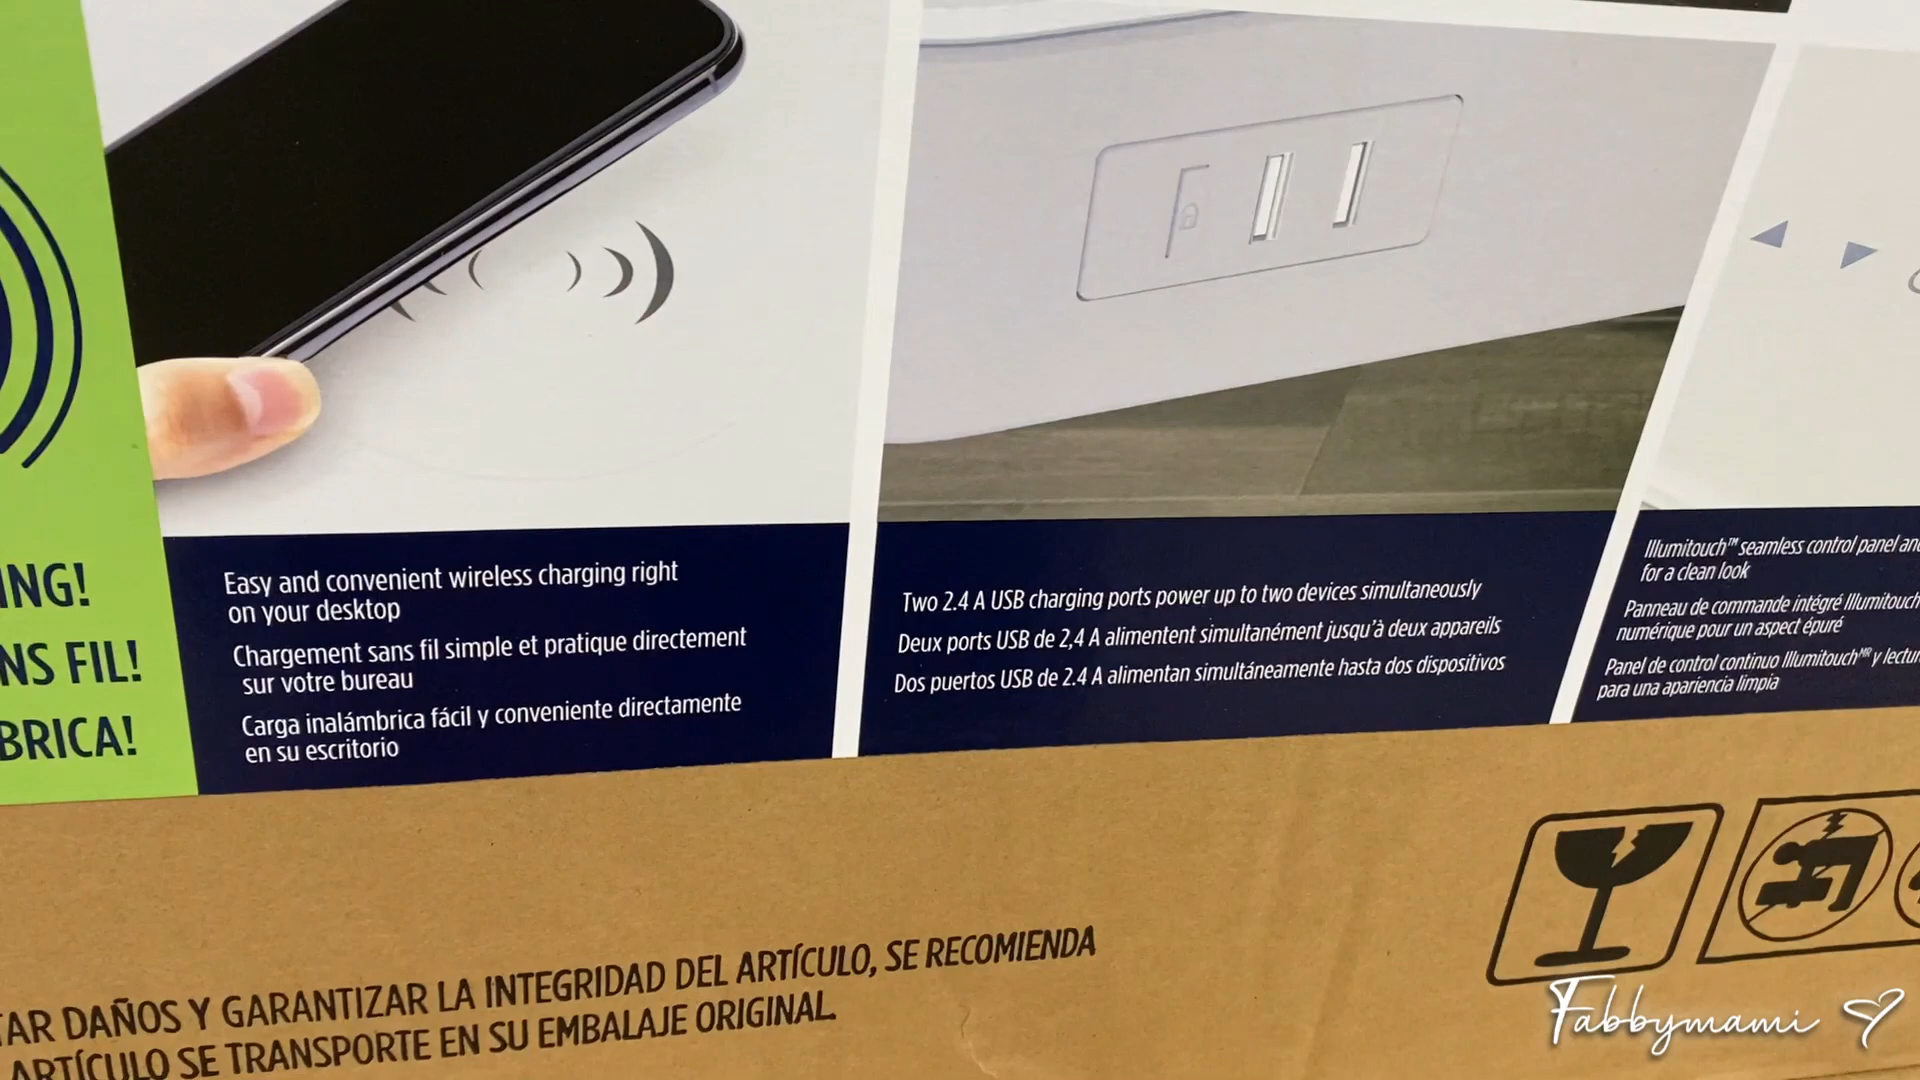 ING!
NS FIL!
BRICA!
Easy and convenient wireless charging right
on your desktop
Chargement sans fil simple et pratique directement
sur votre bureau
Carga inalámbrica fácil y conveniente directamente
en su escritorio
Two 2.4 A USB charging ports power up to two devices simultaneously
Deux ports USB de 2,4 A alimentent simultanément jusqu'à deux appareils
Dos puertos USB de 2.4 A alimentan simultáneamente hasta dos dispositivos
Illumitouch™ seamless control panel and
for a clean look
Panneau de commande intégré Illumitouch
numérique pour un aspect épuré
Panel de control continuo Illumitouch^MR y lectur
para una apariencia limpia
TAR DAÑOS Y GARANTIZAR LA INTEGRIDAD DEL ARTÍCULO, SE RECOMIENDA
ARTÍCULO SE TRANSPORTE EN SU EMBALAJE ORIGINAL.
Fabbymami